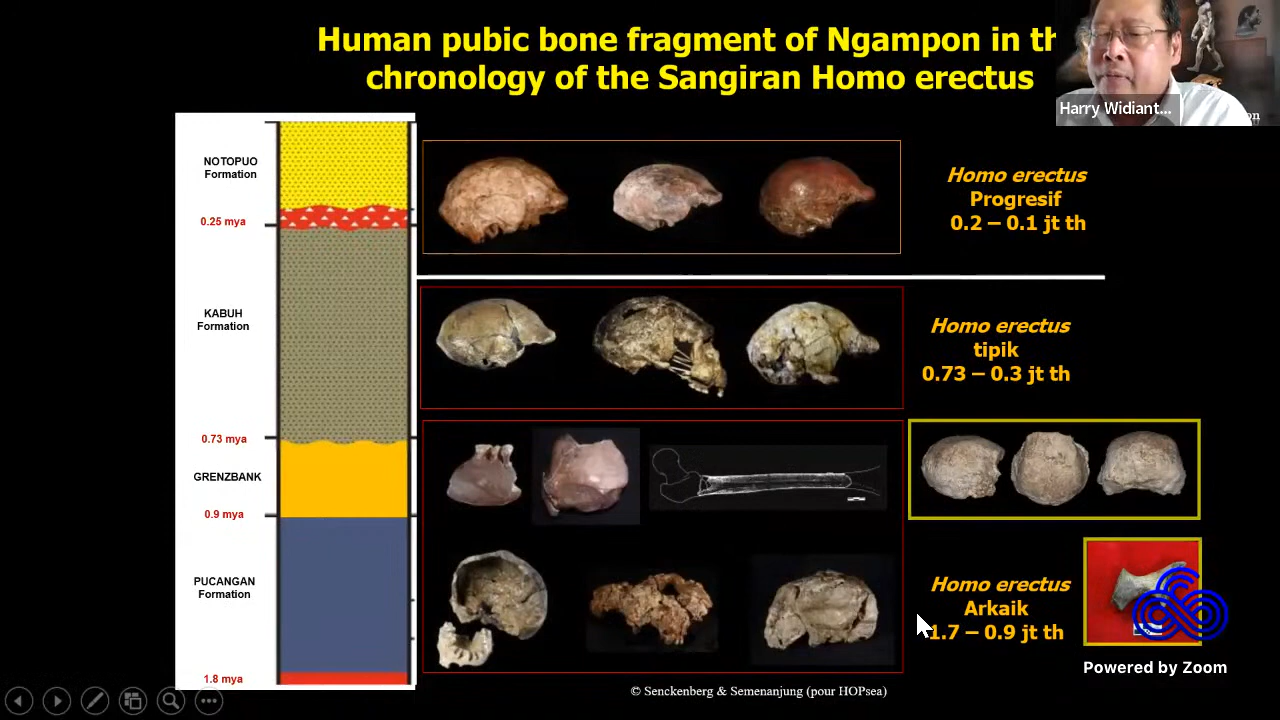 Human pubic bone fragment of Ngampon in th
chronology of the Sangiran Homo erectus
Harry Widiant...
on
NOTOPUO
Formation
0.25 mya
KABUH
Formation
0.73 mya
GRENZBANK
0.9 mya
PUCANGAN
Formation
1.8 mya
Homo erectus
Progresif
0.2 – 0.1 jt th
Homo erectus
tipik
0.73 – 0.3 jt th
Homo erectus
Arkaik
1.7 – 0.9 jt th
Powered by Zoom
© Senckenberg & Semenanjung (pour HOPsea)